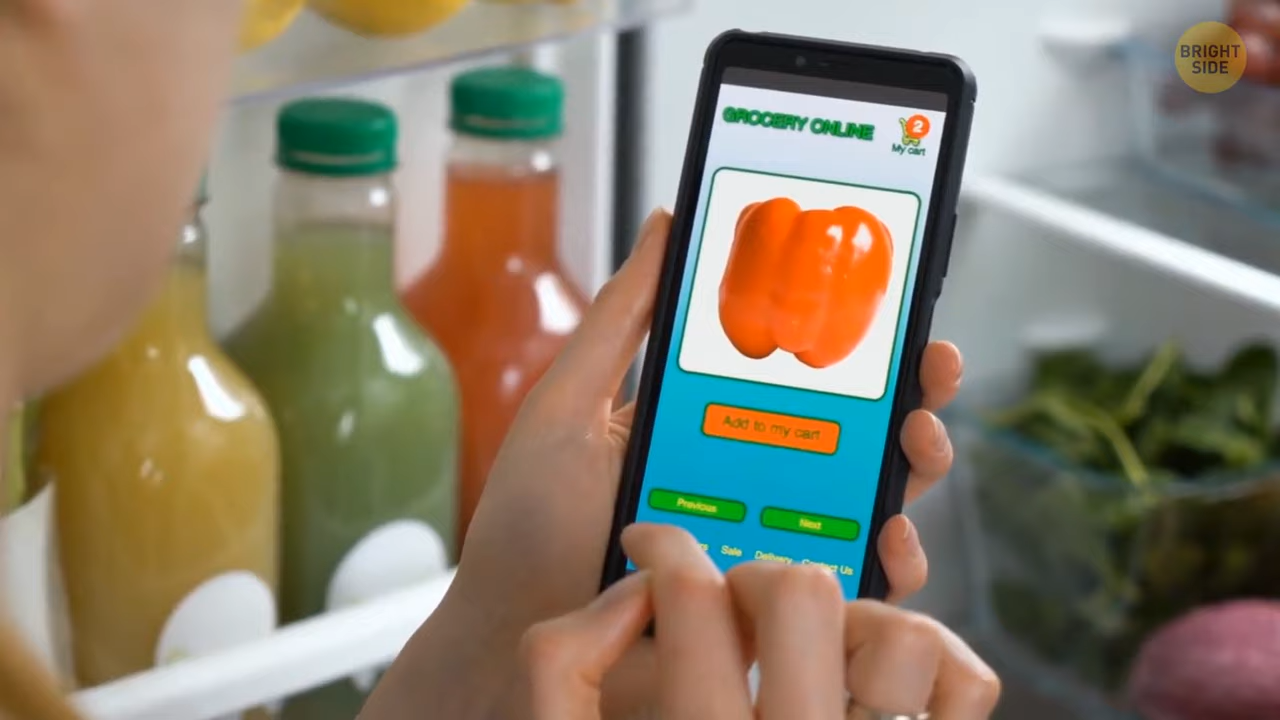 BRIGHT
SIDE
GROCERY ONLINE
2
My cart
Add to my cart
Previous
Next
Sale
Delivery
Contact Us